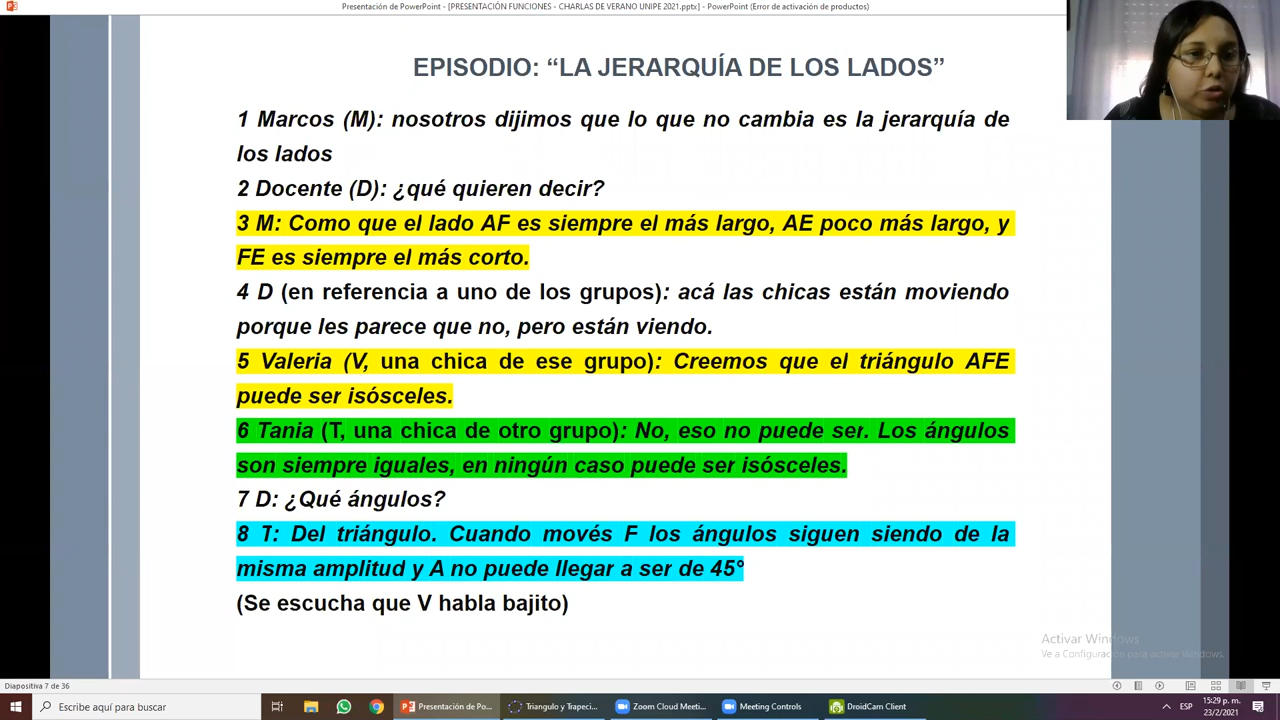 Presentación de PowerPoint - [PRESENTACIÓN FUNCIONES - CHARLAS DE VERANO UNIPE 2021.pptx] - PowerPoint (Error de activación de productos)
EPISODIO: “LA JERARQUÍA DE LOS LADOS”
1 Marcos (M): nosotros dijimos que lo que no cambia es la jerarquía de
los lados
2 Docente (D): ¿qué quieren decir?
3 M: Como que el lado AF es siempre el más largo, AE poco más largo, y
FE es siempre el más corto.
4 D (en referencia a uno de los grupos): acá las chicas están moviendo
porque les parece que no, pero están viendo.
5 Valeria (V, una chica de ese grupo): Creemos que el triángulo AFE
puede ser isósceles.
6 Tania (T, una chica de otro grupo): No, eso no puede ser. Los ángulos
son siempre iguales, en ningún caso puede ser isósceles.
7 D: ¿Qué ángulos?
8 T: Del triángulo. Cuando movés F los ángulos siguen siendo de la
misma amplitud y A no puede llegar a ser de 45°
(Se escucha que V habla bajito)
Activar Windows
Ve a Configuración para activar Windows.
Diapositiva 7 de 36
Escribe aquí para buscar
Presentación de Po...
Triangulo y Trapeci...
Zoom Cloud Meeti...
Meeting Controls
DroidCam Client
ESP
15:29 p. m.
23/2/2021